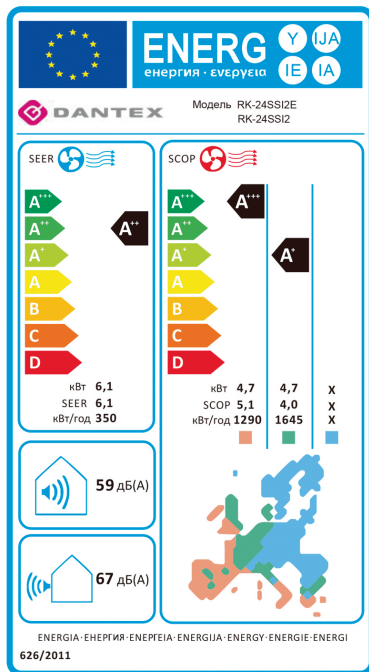 ENERG
енергия · ενεργεια
Y IJA
IE IA
DANTEX
Модель RK-24SSI2E
RK-24SSI2
SEER
A+++
A++
A+
A
B
C
D
A++
кВт 6,1
SEER 6,1
кВт/год 350
SCOP
A+++
A++
A+
A
B
C
D
A+++
A+
кВт 4,7 4,7 X
SCOP 5,1 4,0 X
кВт/год 1290 1645 X
59 дБ(A)
67 дБ(A)
ENERGIA·ЕНЕРГИЯ·ΕΝΕΡΓΕΙΑ·ENERGIJA·ENERGY·ENERGIE·ENERGI
626/2011